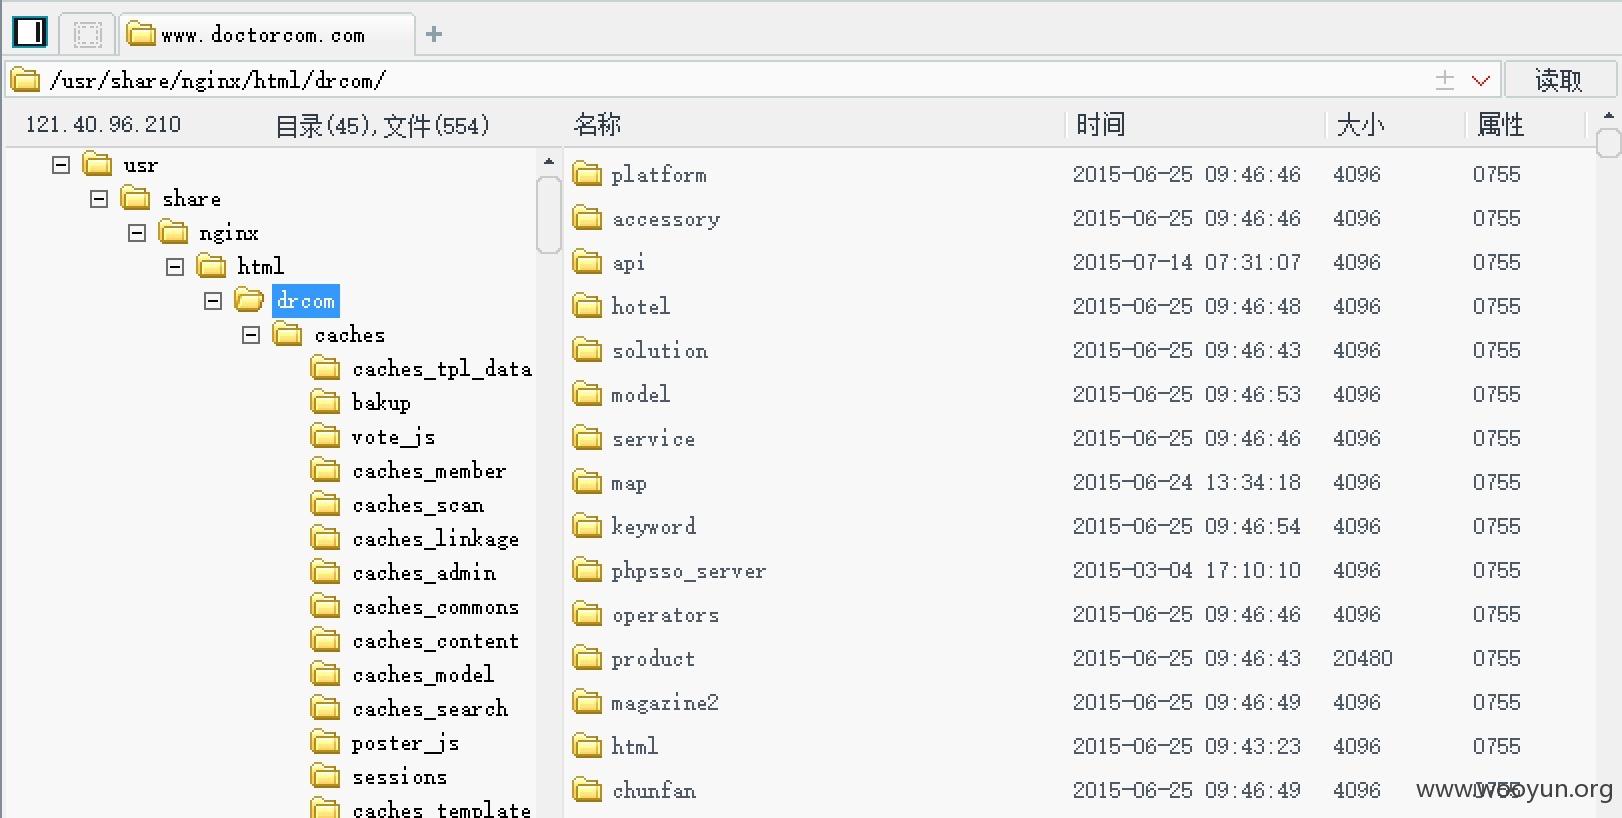 www.doctorcom.com
/usr/share/nginx/html/drcom/ 读取
121.40.96.210 目录(45),文件(554) 名称 时间 大小 属性
usr
share
nginx
html
drcom
caches
caches_tpl_data
bakup
vote_js
caches_member
caches_scan
caches_linkage
caches_admin
caches_commons
caches_content
caches_model
caches_search
poster_js
sessions
caches_template
platform 2015-06-25 09:46:46 4096 0755
accessory 2015-06-25 09:46:46 4096 0755
api 2015-07-14 07:31:07 4096 0755
hotel 2015-06-25 09:46:48 4096 0755
solution 2015-06-25 09:46:43 4096 0755
model 2015-06-25 09:46:53 4096 0755
service 2015-06-25 09:46:46 4096 0755
map 2015-06-24 13:34:18 4096 0755
keyword 2015-06-25 09:46:54 4096 0755
phpsso_server 2015-03-04 17:10:10 4096 0755
operators 2015-06-25 09:46:46 4096 0755
product 2015-06-25 09:46:43 20480 0755
magazine2 2015-06-25 09:46:49 4096 0755
html 2015-06-25 09:43:23 4096 0755
chunfan 2015-06-25 09:46:49 4096 0755
www.wooyun.org